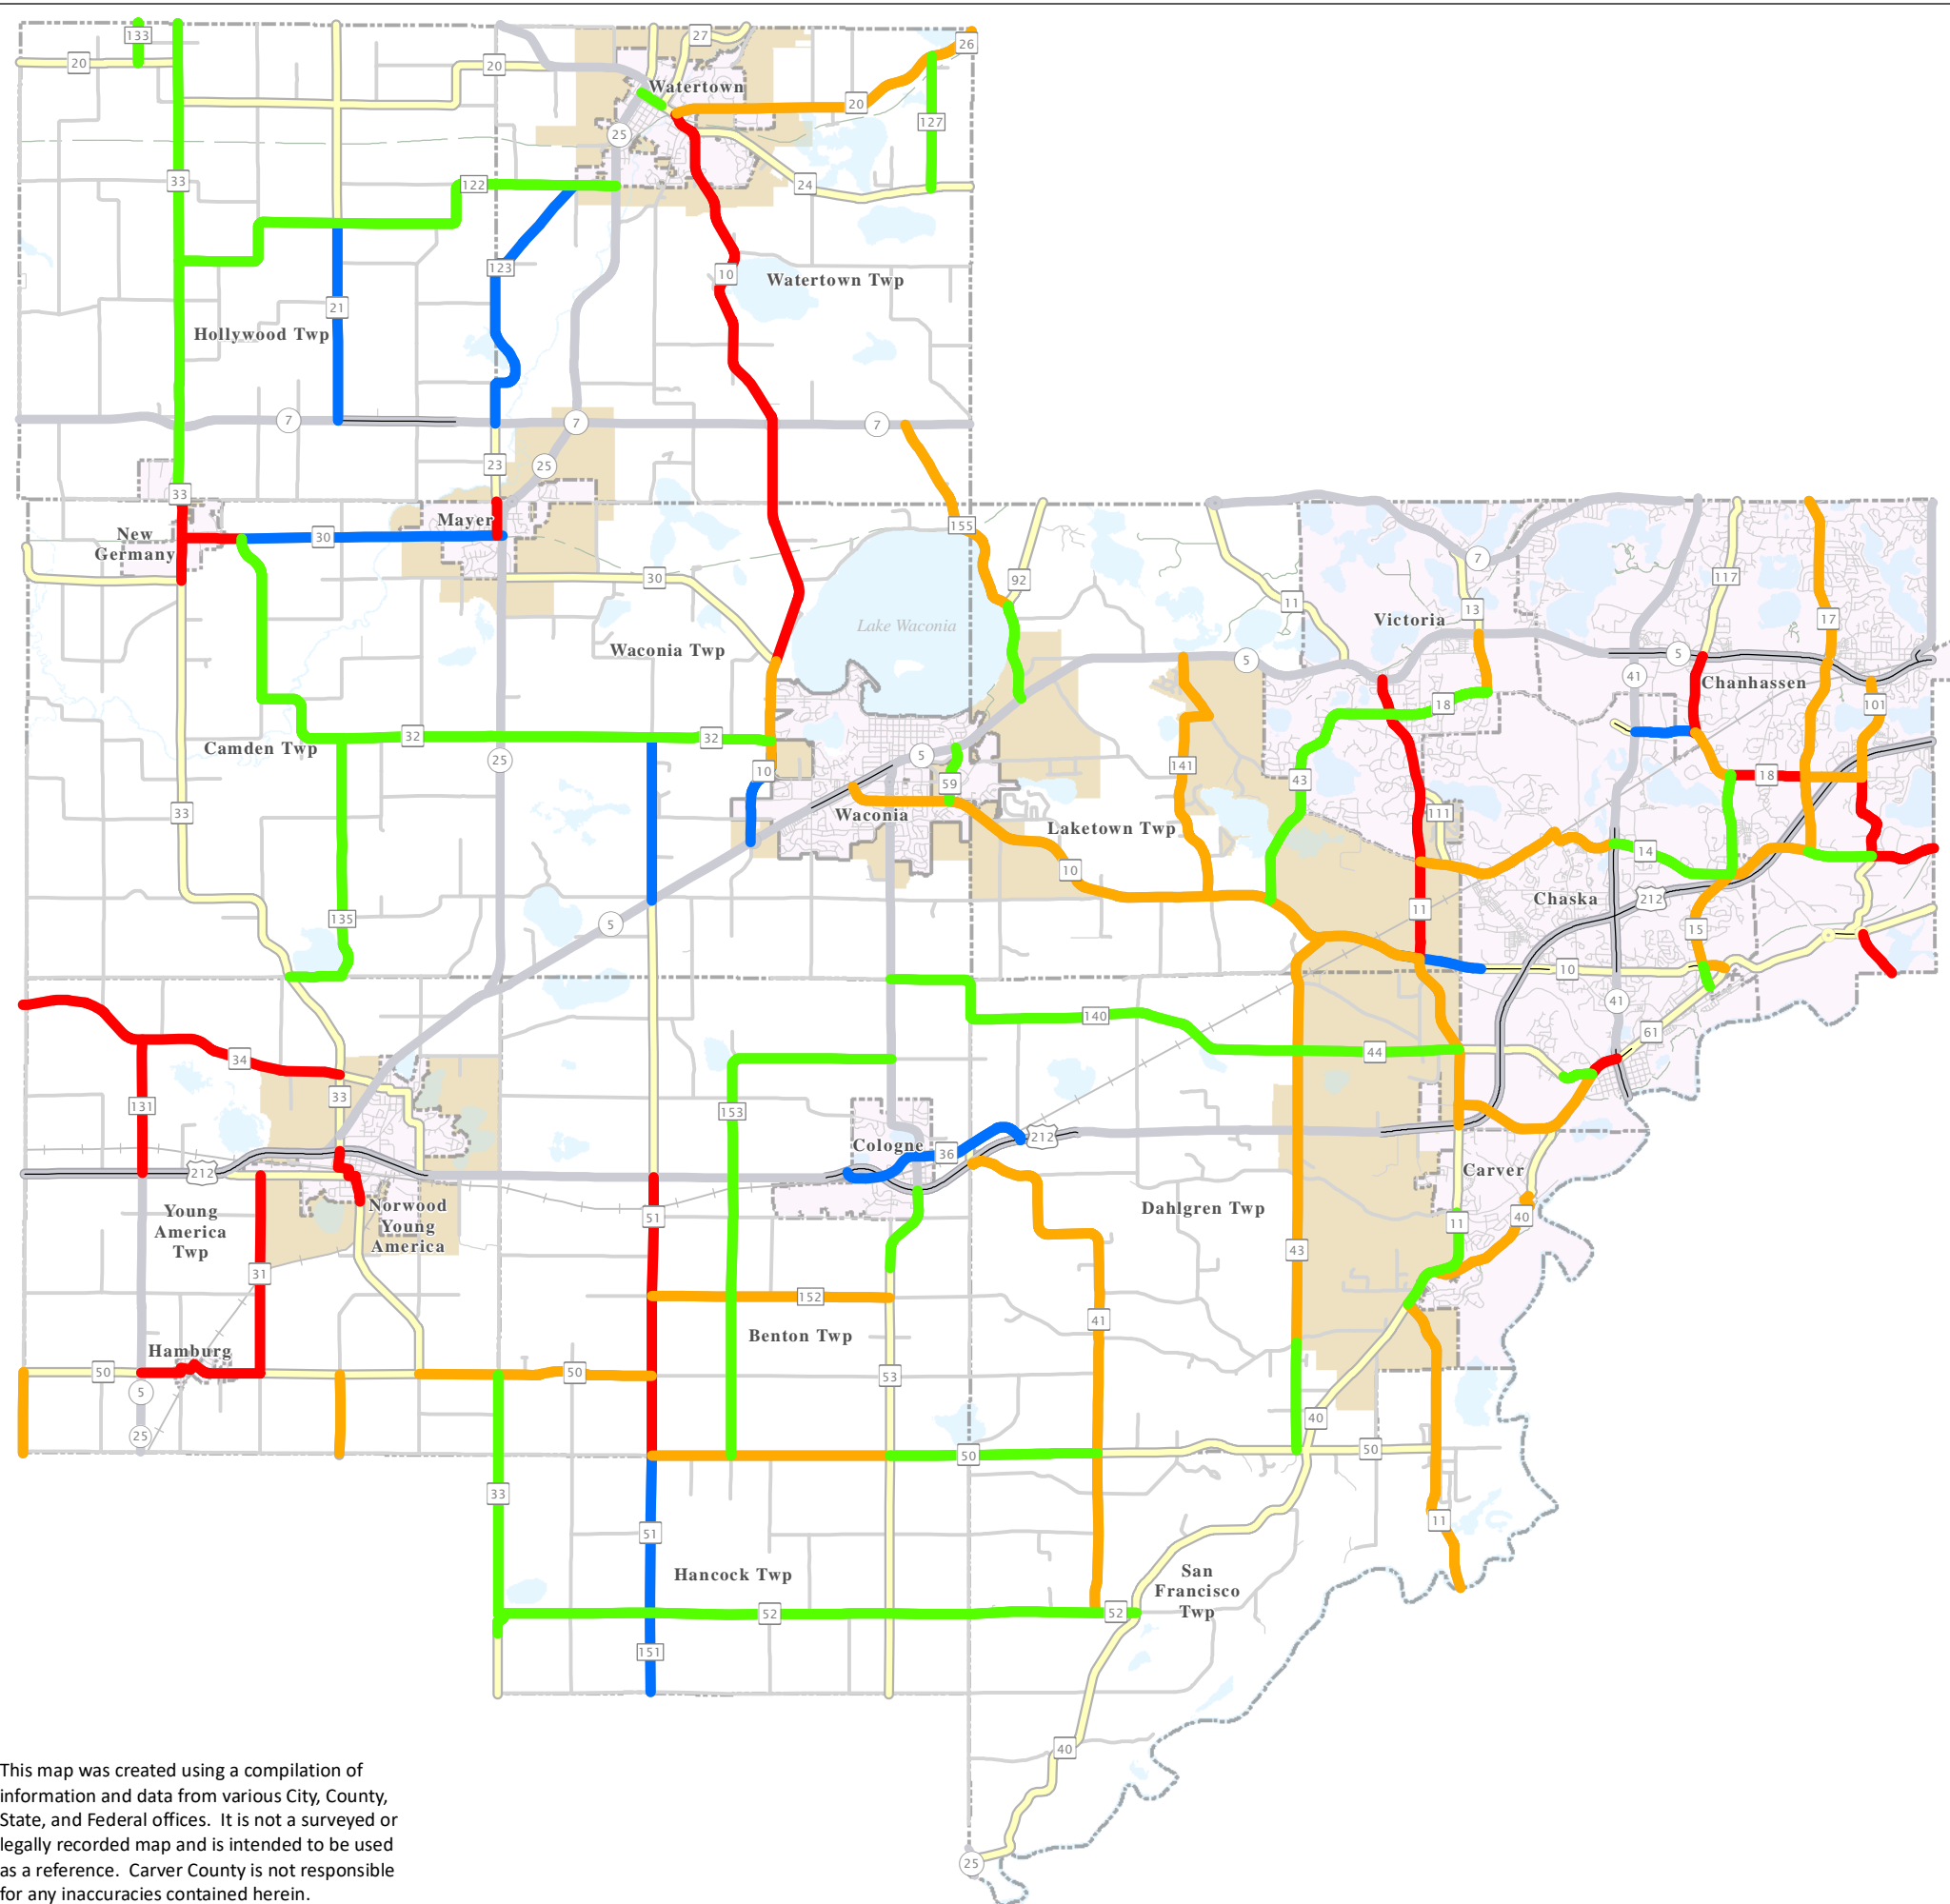 133
27
26
20
20
Watertown
20
127
25
33
122
24
123
10
Watertown Twp
21
Hollywood Twp
7
7
7
23
25
33
Mayer
155
New
Germany
30
7
30
92
117
11
13
17
Victoria
Lake Waconia
Waconia Twp
5
5
41
Chanhassen
18
101
32
32
Camden Twp
5
25
141
10
43
18
59
33
Waconia
111
Laketown Twp
14
10
Chaska
212
135
11
5
15
10
41
140
61
34
44
33
131
153
Cologne
212
36
212
Carver
Young
America
Twp
Norwood
Young
America
Dahlgren Twp
51
40
11
43
31
152
41
Benton Twp
Hamburg
50
50
53
5
40
25
50
50
33
11
51
Hancock Twp
San
Francisco
Twp
52
52
151
40
This map was created using a compilation of
information and data from various City, County,
State, and Federal offices. It is not a surveyed or
legally recorded map and is intended to be used
as a reference. Carver County is not responsible
for any inaccuracies contained herein.
25